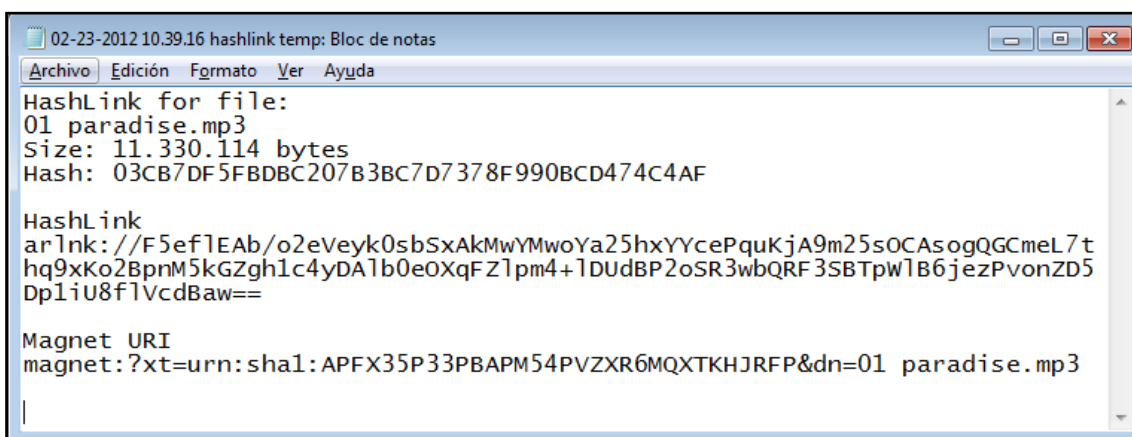 02-23-2012 10.39.16 hashlink temp: Bloc de notas
Archivo Edición Formato Ver Ayuda
HashLink for file:
01 paradise.mp3
Size: 11.330.114 bytes
Hash: 03CB7DF5FBDBC207B3BC7D7378F990BCD474C4AF
HashLink
arlnk://F5eflEAb/o2eVeyk0sbSxAkMwYMwoYa25hxYYcePquKjA9m25sOCAsogQGCmeL7t
hq9xKo2BpnM5kGZgh1c4yDAlb0eOXqFZlpm4+lDUdBP2oSR3wbQRF3SBTpWlB6jezPvonZD5
Dp1iU8flVcdBaw==
Magnet URI
magnet:?xt=urn:sha1:APFX35P33PBAPM54PVZXR6MQXTKHJRFP&dn=01 paradise.mp3